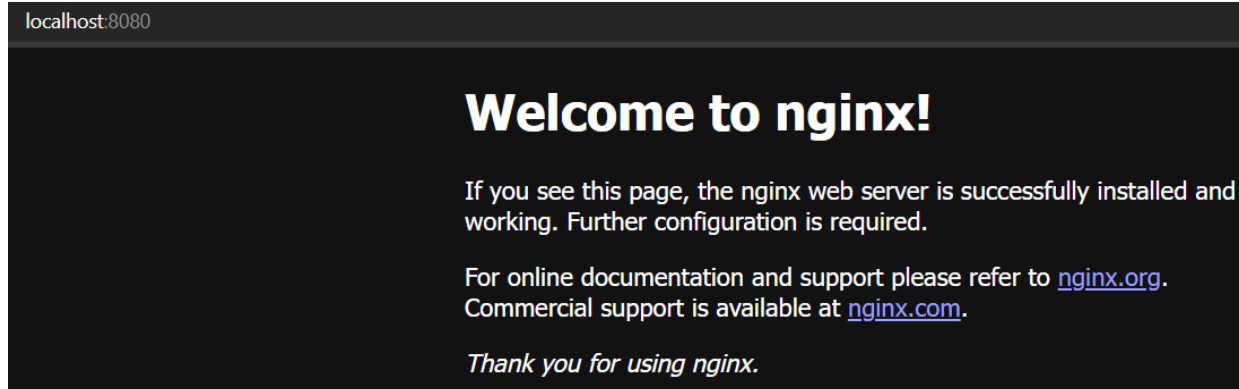 localhost:8080
Welcome to nginx!
If you see this page, the nginx web server is successfully installed and
working. Further configuration is required.
For online documentation and support please refer to nginx.org.
Commercial support is available at nginx.com.
Thank you for using nginx.